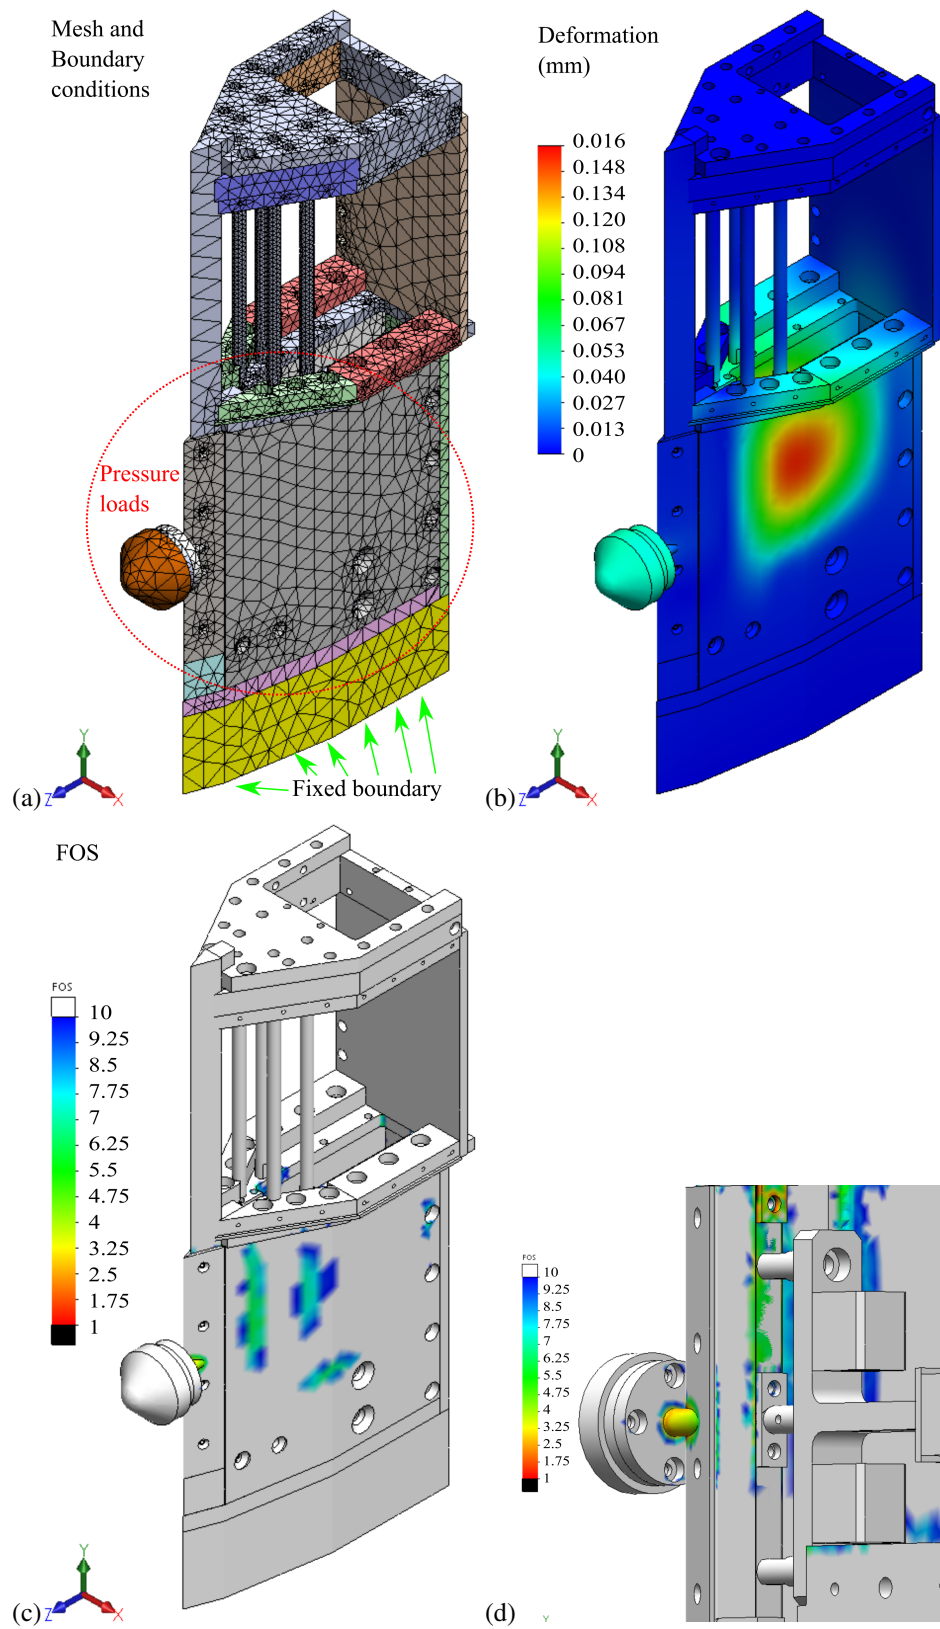 Mesh and
Boundary
conditions
Pressure
loads
Fixed boundary
Y
Z
X
(a)
Deformation
(mm)
0.016
0.148
0.134
0.120
0.108
0.094
0.081
0.067
0.053
0.040
0.027
0.013
0
Y
Z
X
(b)
FOS
FOS
10
9.25
8.5
7.75
7
6.25
5.5
4.75
4
3.25
2.5
1.75
1
Y
Z
X
(c)
FOS
10
9.25
8.5
7.75
7
6.25
5.5
4.75
4
3.25
2.5
1.75
1
Y
(d)